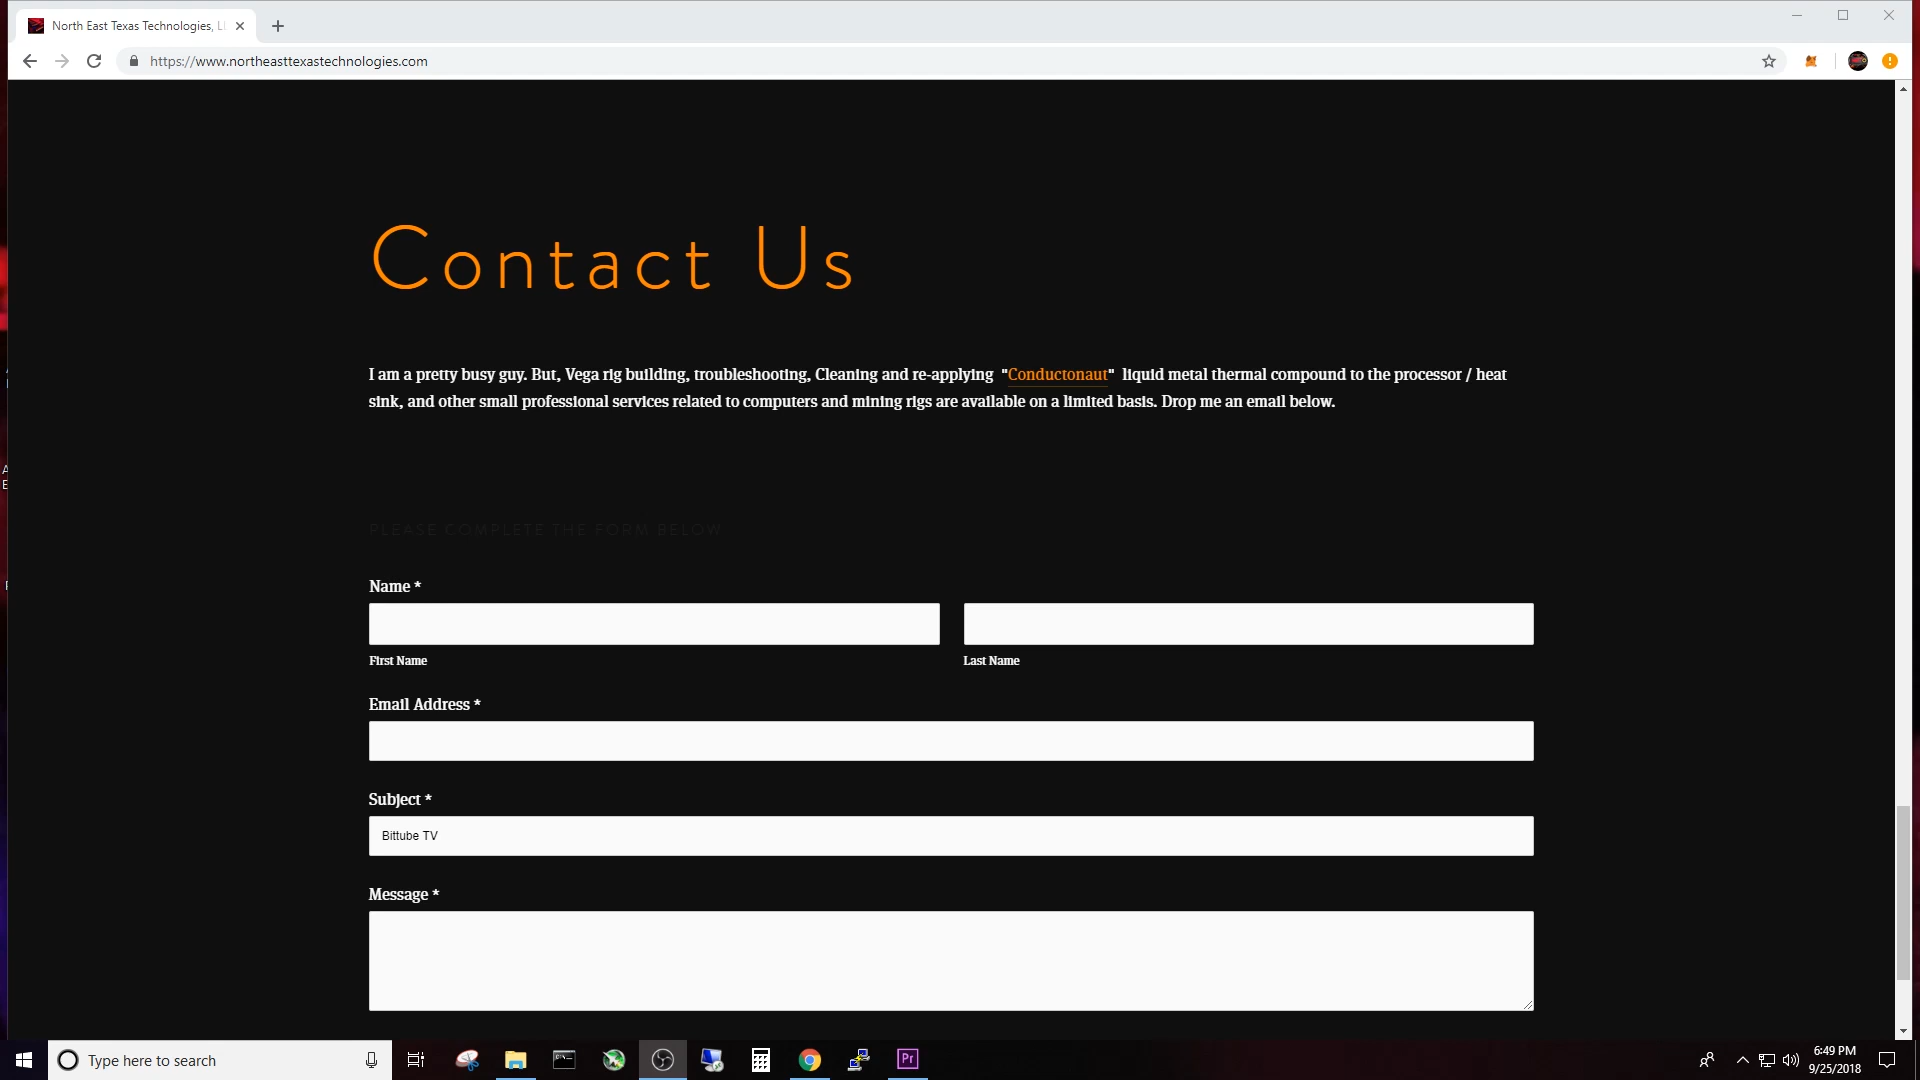 North East Texas Technologies, L
https://www.northeasttexastechnologies.com
Contact Us
I am a pretty busy guy. But, Vega rig building, troubleshooting, Cleaning and re-applying "Conductonaut" liquid metal thermal compound to the processor / heat
sink, and other small professional services related to computers and mining rigs are available on a limited basis. Drop me an email below.
PLEASE COMPLETE THE FORM BELOW
Name *
First Name
Last Name
Email Address *
Subject *
Bittube TV
Message *
Type here to search
Pr
6:49 PM
9/25/2018